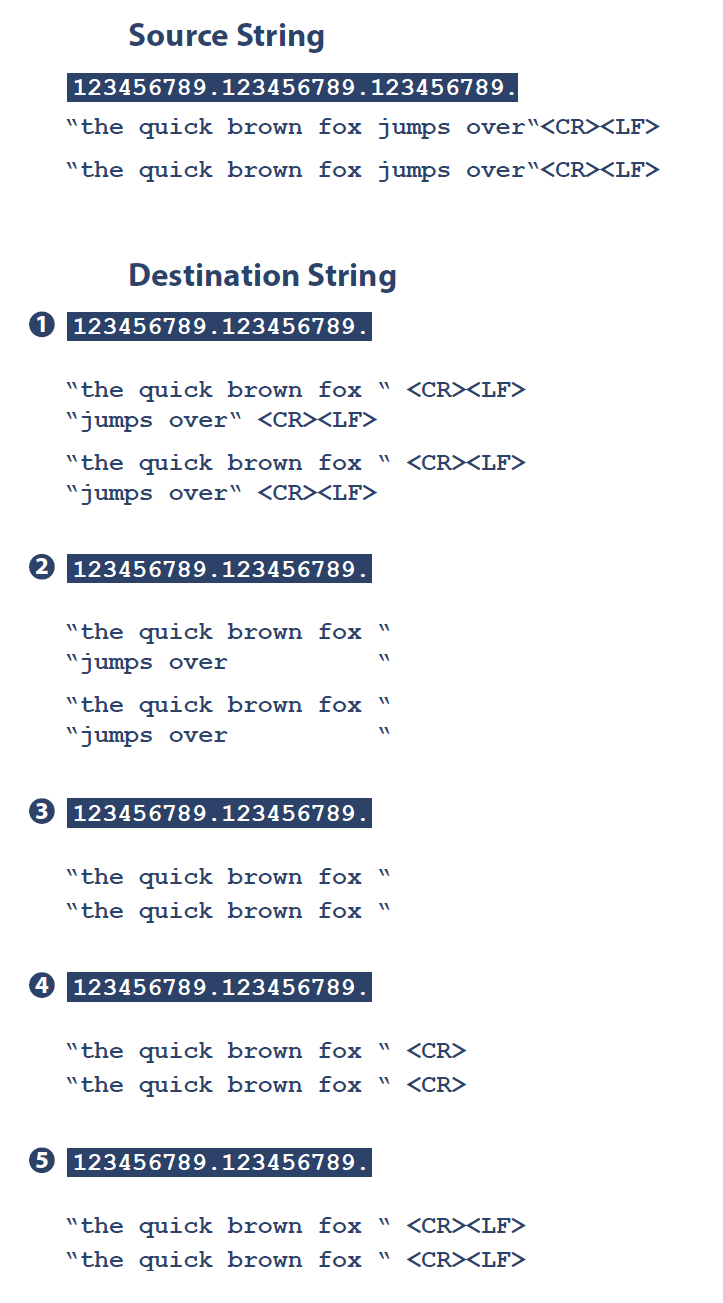 Source String
123456789.123456789.123456789.
‟the quick brown fox jumps over‟<CR><LF>
‟the quick brown fox jumps over‟<CR><LF>
Destination String
❶ 123456789.123456789.
‟the quick brown fox ‟ <CR><LF>
‟jumps over‟ <CR><LF>
‟the quick brown fox ‟ <CR><LF>
‟jumps over‟ <CR><LF>
❷ 123456789.123456789.
‟the quick brown fox ‟
‟jumps over          ‟
‟the quick brown fox ‟
‟jumps over          ‟
❸ 123456789.123456789.
‟the quick brown fox ‟
‟the quick brown fox ‟
❹ 123456789.123456789.
‟the quick brown fox ‟ <CR>
‟the quick brown fox ‟ <CR>
❺ 123456789.123456789.
‟the quick brown fox ‟ <CR><LF>
‟the quick brown fox ‟ <CR><LF>